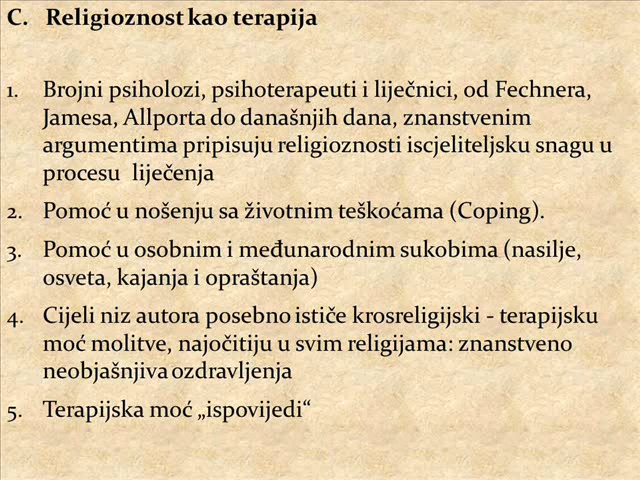 C. Religioznost kao terapija
1. Brojni psiholozi, psihoterapeuti i liječnici, od Fechnera,
Jamesa, Allporta do današnjih dana, znanstvenim
argumentima pripisuju religioznosti iscjeliteljsku snagu u
procesu liječenja
2. Pomoć u nošenju sa životnim teškoćama (Coping).
3. Pomoć u osobnim i međunarodnim sukobima (nasilje,
osveta, kajanja i opraštanja)
4. Cijeli niz autora posebno ističe krosreligijski - terapijsku
moć molitve, najočitiju u svim religijama: znanstveno
neobjašnjiva ozdravljenja
5. Terapijska moć „ispovijedi“